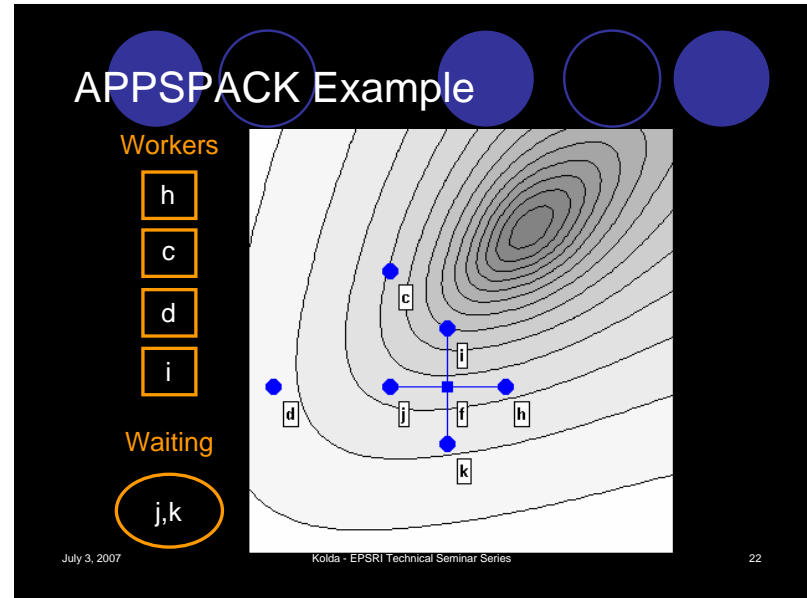 APPSPACK Example
Workers
h
c
d
i
Waiting
j,k
c
i
d
j
f
h
k
July 3, 2007
Kolda - EPSRI Technical Seminar Series
22